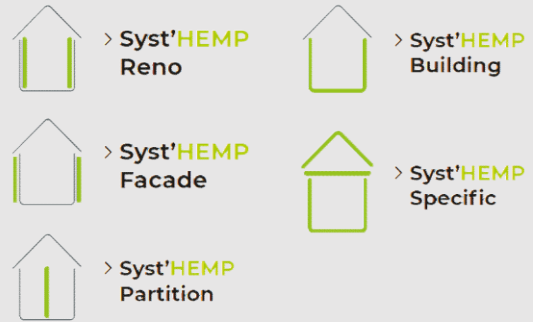 > Syst'HEMP
Reno
> Syst'HEMP
Facade
> Syst'HEMP
Partition
> Syst'HEMP
Building
> Syst'HEMP
Specific